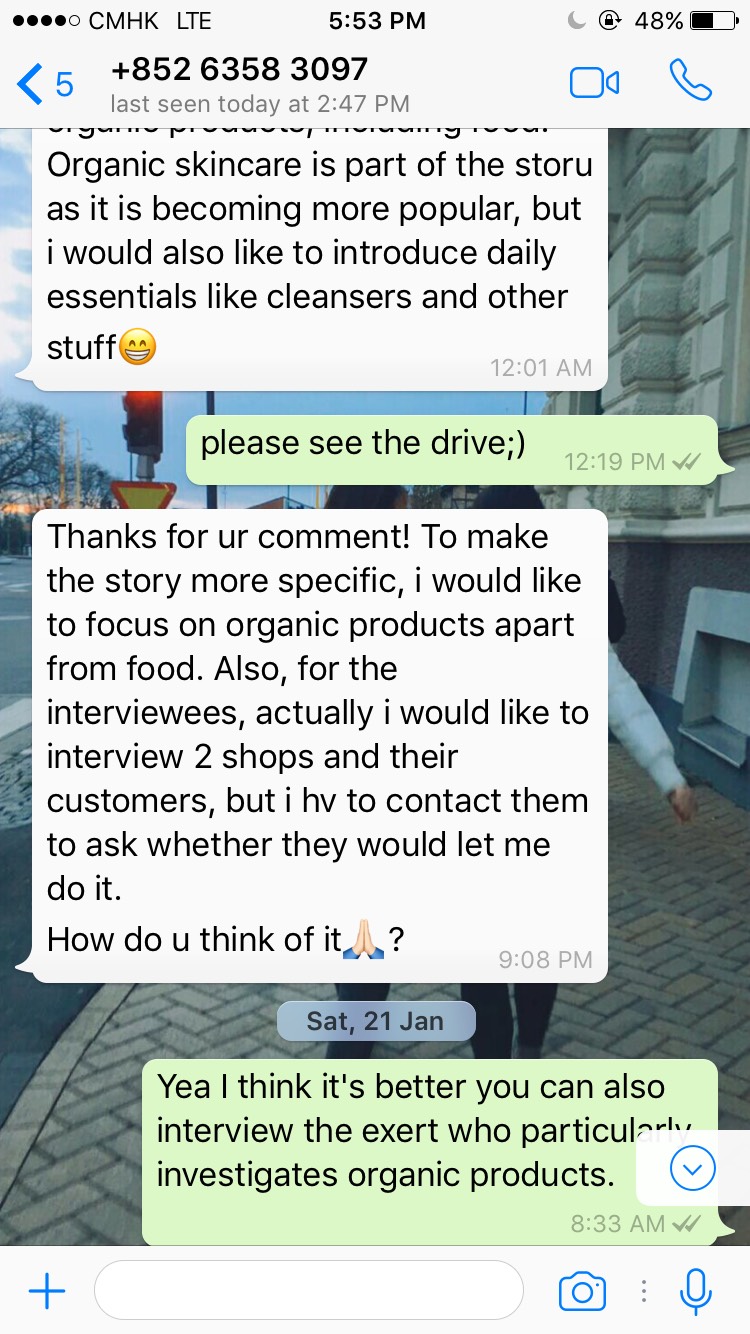 CMHK LTE 5:53 PM 48%
5 +852 6358 3097
last seen today at 2:47 PM
organic products, including food.
Organic skincare is part of the storu
as it is becoming more popular, but
i would also like to introduce daily
essentials like cleansers and other
stuff😁
12:01 AM
please see the drive;)
12:19 PM
Thanks for ur comment! To make
the story more specific, i would like
to focus on organic products apart
from food. Also, for the
interviewees, actually i would like to
interview 2 shops and their
customers, but i hv to contact them
to ask whether they would let me
do it.
How do u think of it🙏🏻?
9:08 PM
Sat, 21 Jan
Yea I think it's better you can also
interview the exert who particularly
investigates organic products.
8:33 AM